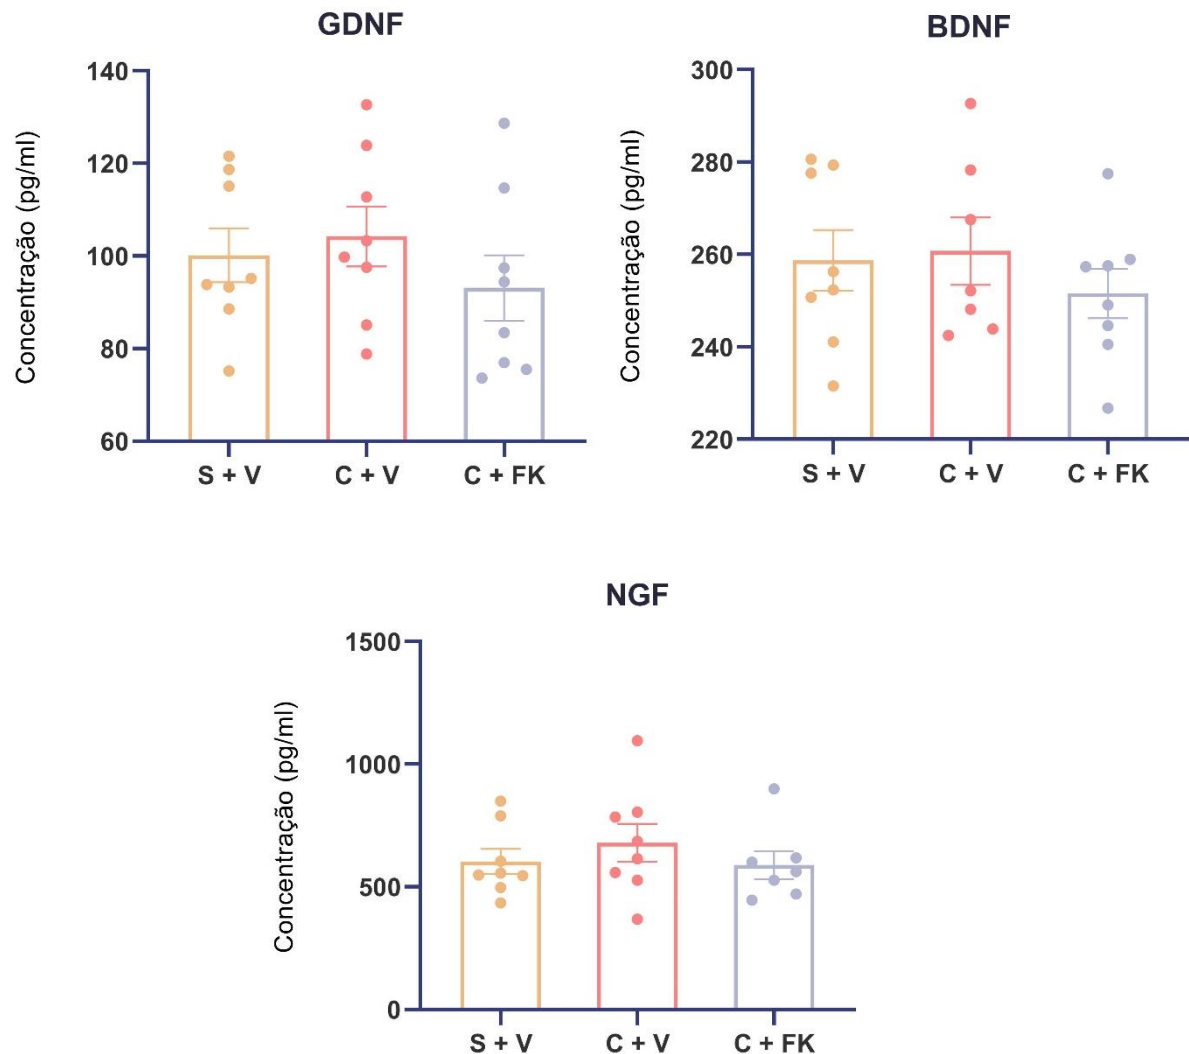 GDNF
Concentração (pg/ml)
140
120
100
80
60
S + V
C + V
C + FK
BDNF
Concentração (pg/ml)
300
280
260
240
220
S + V
C + V
C + FK
NGF
Concentração (pg/ml)
1500
1000
500
0
S + V
C + V
C + FK